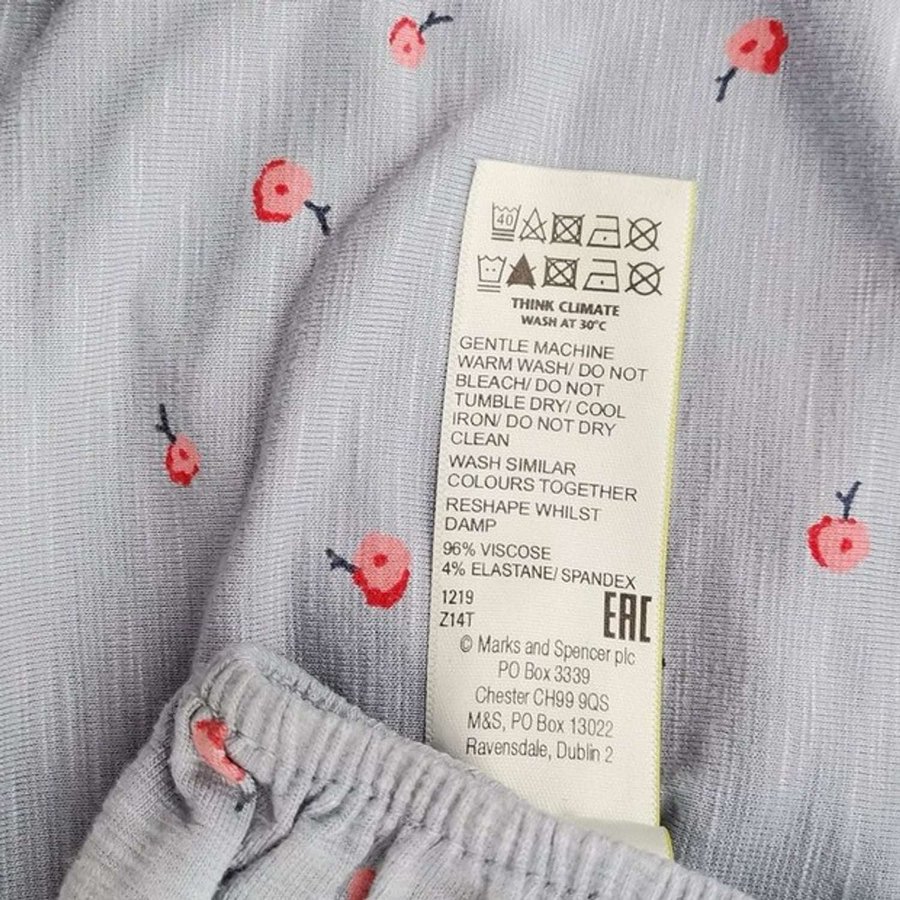 40
THINK CLIMATE
WASH AT 30°C
GENTLE MACHINE
WARM WASH/ DO NOT
BLEACH/ DO NOT
TUMBLE DRY/ COOL
IRON/ DO NOT DRY
CLEAN
WASH SIMILAR
COLOURS TOGETHER
RESHAPE WHILST
DAMP
96% VISCOSE
4% ELASTANE/ SPANDEX
1219
Z14T
EAC
© Marks and Spencer plc
PO Box 3339
Chester CH99 9QS
M&S, PO Box 13022
Ravensdale, Dublin 2